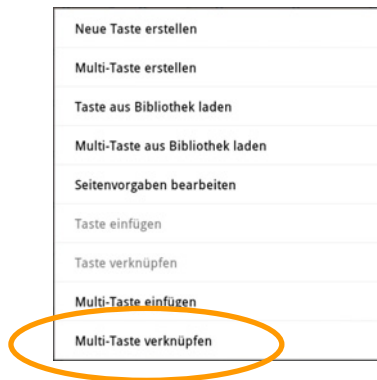 Neue Taste erstellen
Multi-Taste erstellen
Taste aus Bibliothek laden
Multi-Taste aus Bibliothek laden
Seitenvorgaben bearbeiten
Taste einfügen
Taste verknüpfen
Multi-Taste einfügen
Multi-Taste verknüpfen